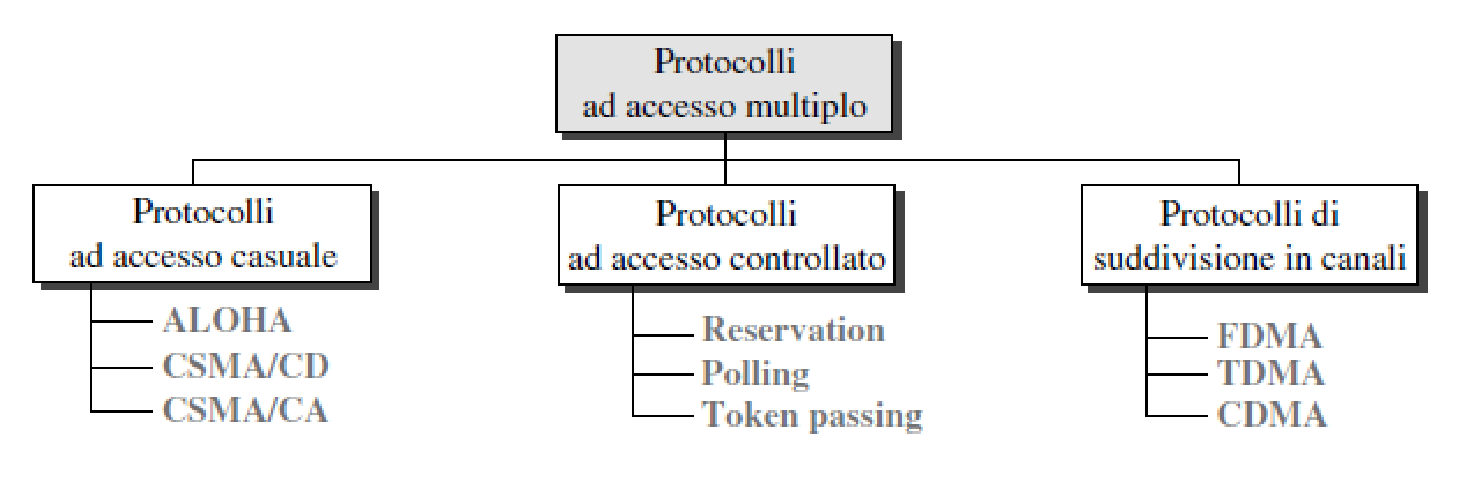 Protocolli
ad accesso multiplo
Protocolli
ad accesso casuale
ALOHA
CSMA/CD
CSMA/CA
Protocolli
ad accesso controllato
Reservation
Polling
Token passing
Protocolli di
suddivisione in canali
FDMA
TDMA
CDMA